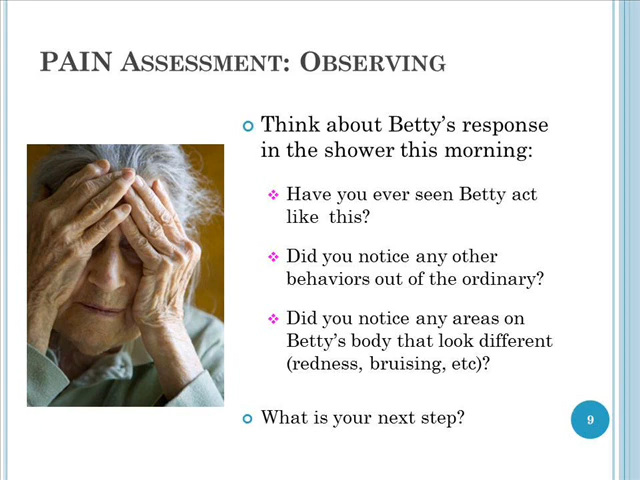 PAIN ASSESSMENT: OBSERVING
Think about Betty's response
in the shower this morning:
Have you ever seen Betty act
like this?
Did you notice any other
behaviors out of the ordinary?
Did you notice any areas on
Betty's body that look different
(redness, bruising, etc)?
What is your next step?
9